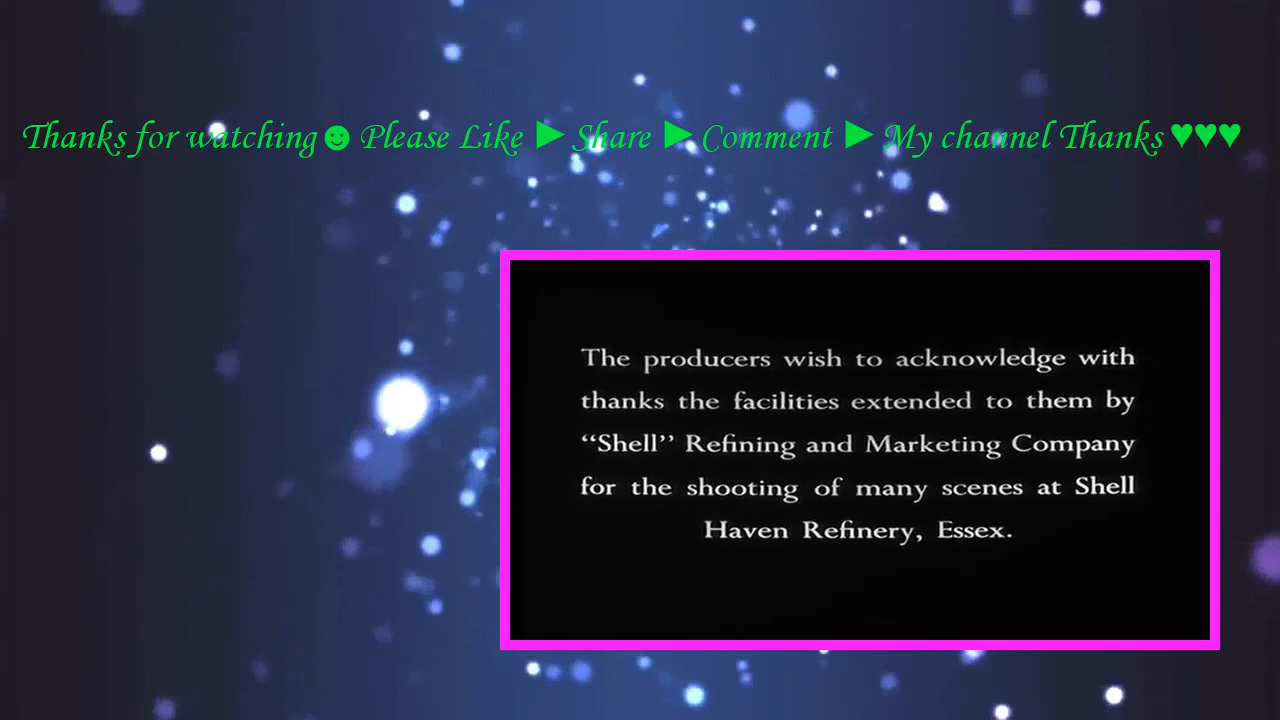 Thanks for watching☻Please Like ► Share ► Comment ► My channel Thanks ♥♥♥
The producers wish to acknowledge with
thanks the facilities extended to them by
“Shell” Refining and Marketing Company
for the shooting of many scenes at Shell
Haven Refinery, Essex.